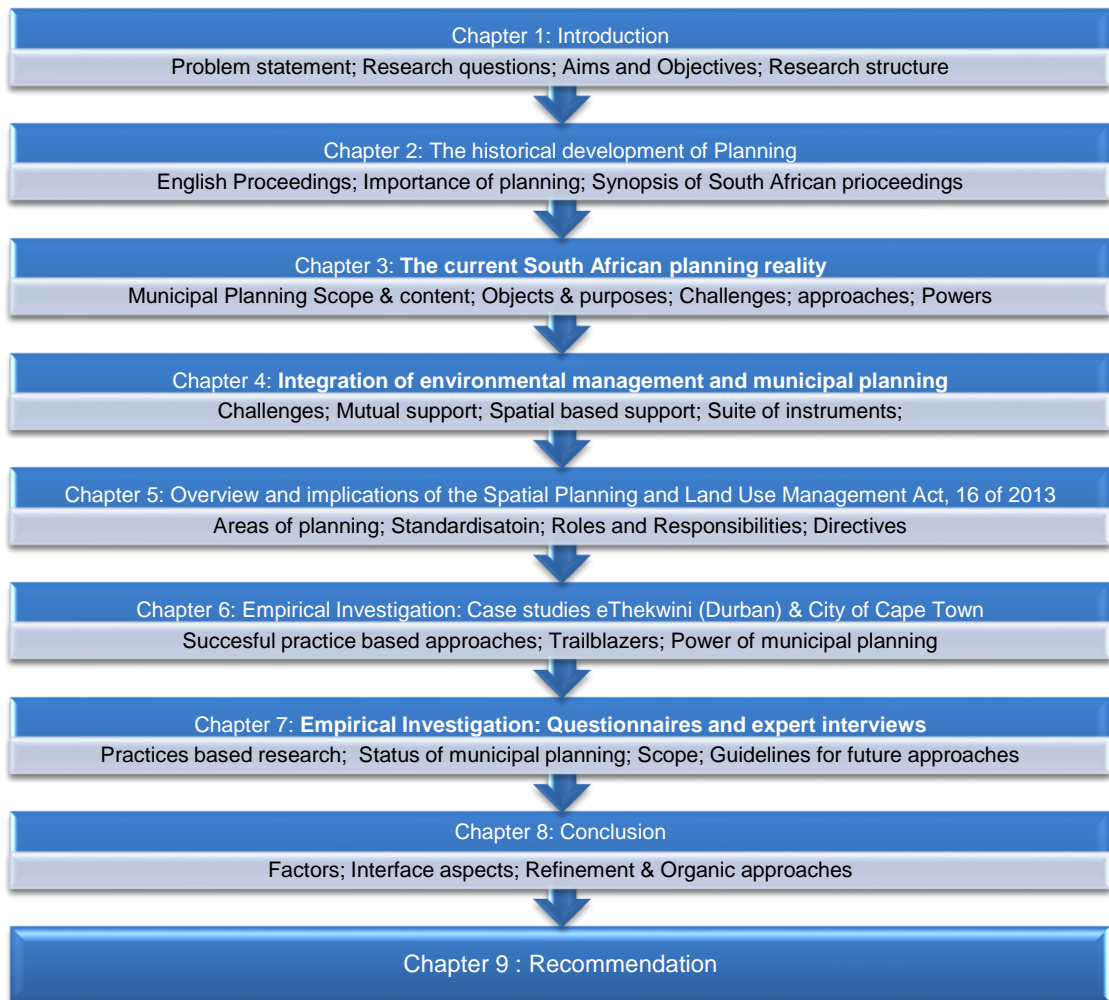 Chapter 1: Introduction
Problem statement; Research questions; Aims and Objectives; Research structure
Chapter 2: The historical development of Planning
English Proceedings; Importance of planning; Synopsis of South African prioceedings
Chapter 3: The current South African planning reality
Municipal Planning Scope & content; Objects & purposes; Challenges; approaches; Powers
Chapter 4: Integration of environmental management and municipal planning
Challenges; Mutual support; Spatial based support; Suite of instruments;
Chapter 5: Overview and implications of the Spatial Planning and Land Use Management Act, 16 of 2013
Areas of planning; Standardisatoin; Roles and Responsibilities; Directives
Chapter 6: Empirical Investigation: Case studies eThekwini (Durban) & City of Cape Town
Succesful practice based approaches; Trailblazers; Power of municipal planning
Chapter 7: Empirical Investigation: Questionnaires and expert interviews
Practices based research; Status of municipal planning; Scope; Guidelines for future approaches
Chapter 8: Conclusion
Factors; Interface aspects; Refinement & Organic approaches
Chapter 9 : Recommendation